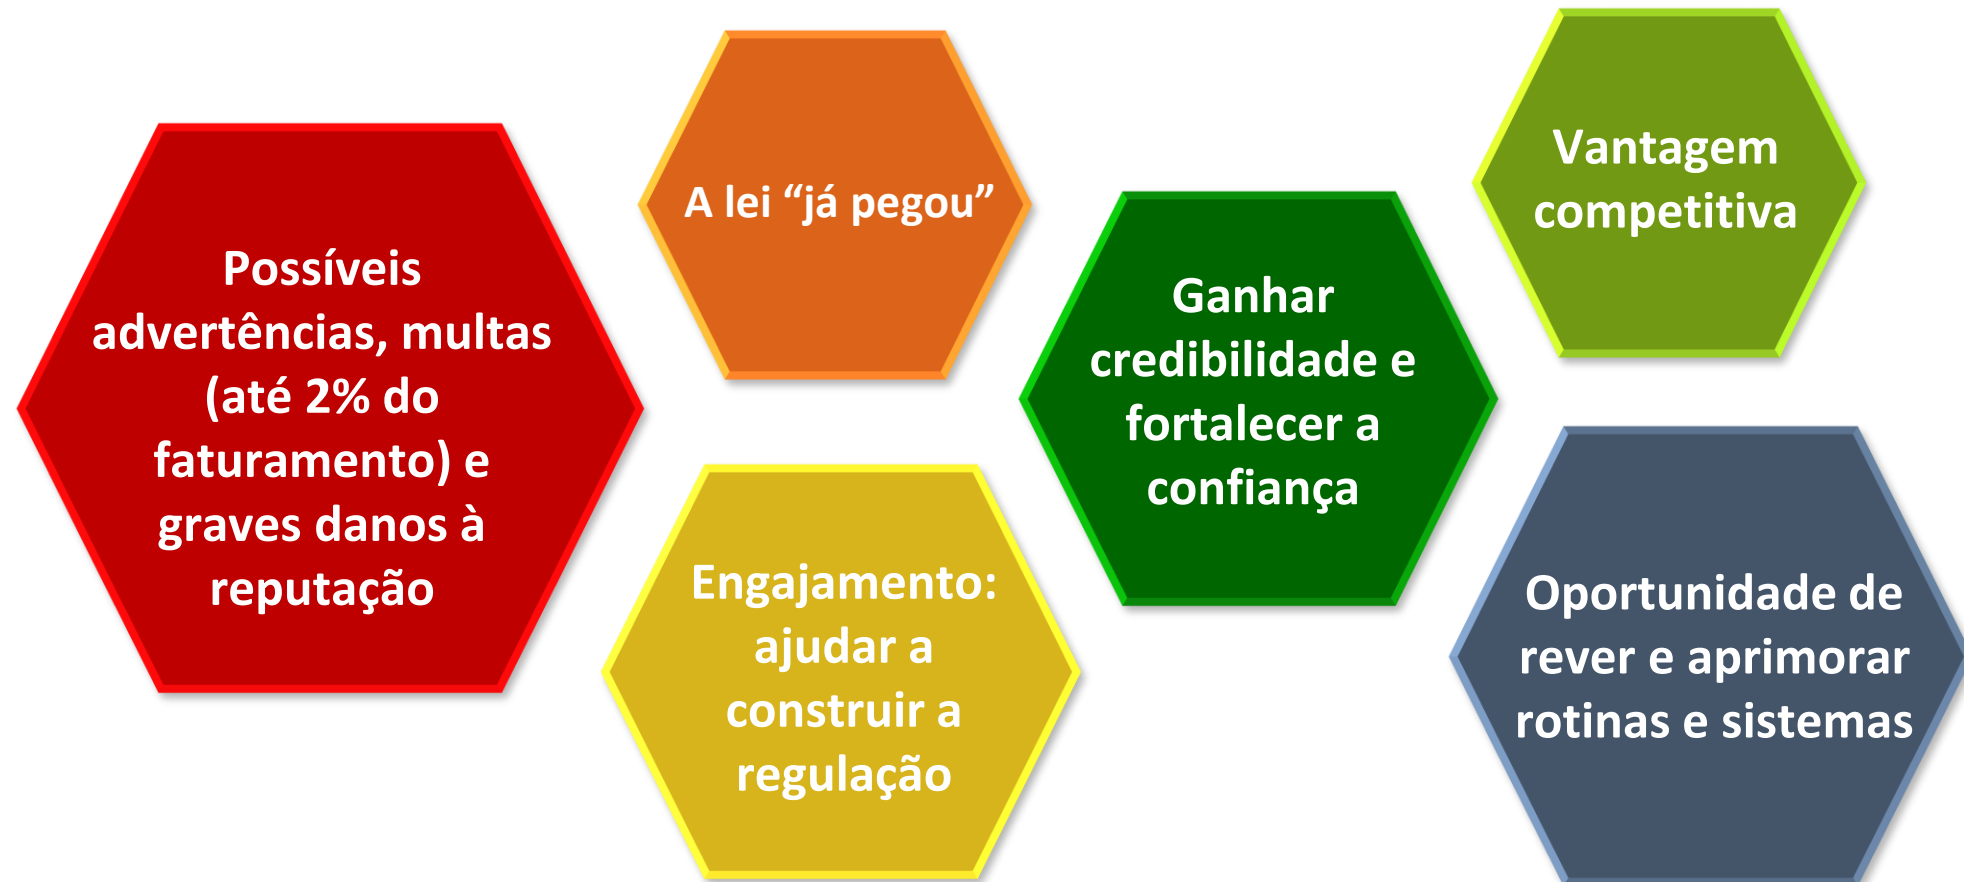 Possíveis
advertências, multas
(até 2% do
faturamento) e
graves danos à
reputação
A lei “já pegou”
Engajamento:
ajudar a
construir a
regulação
Ganhar
credibilidade e
fortalecer a
confiança
Vantagem
competitiva
Oportunidade de
rever e aprimorar
rotinas e sistemas